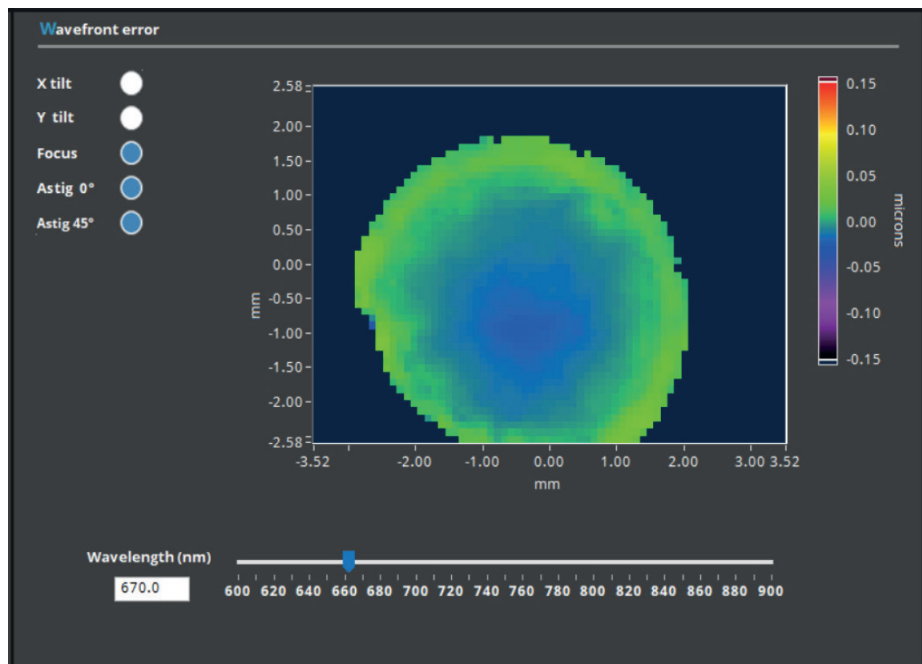 Wavefront error
X tilt
Y tilt
Focus
Astig 0°
Astig 45°
2.58
2.00
1.50
1.00
0.50
0.00
-0.50
-1.00
-1.50
-2.00
-2.58
mm
-3.52 -2.00 -1.00 0.00 1.00 2.00 3.00 3.52
mm
0.15
0.10
0.05
0.00
-0.05
-0.10
-0.15
microns
Wavelength (nm)
670.0
600 620 640 660 680 700 720 740 760 780 800 820 840 860 880 900